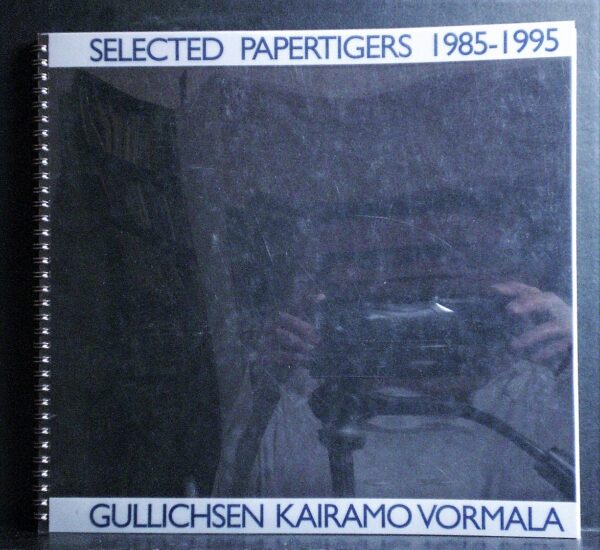 SELECTED PAPERTIGERS 1985-1995
GULLICHSEN KAIRAMO VORMALA